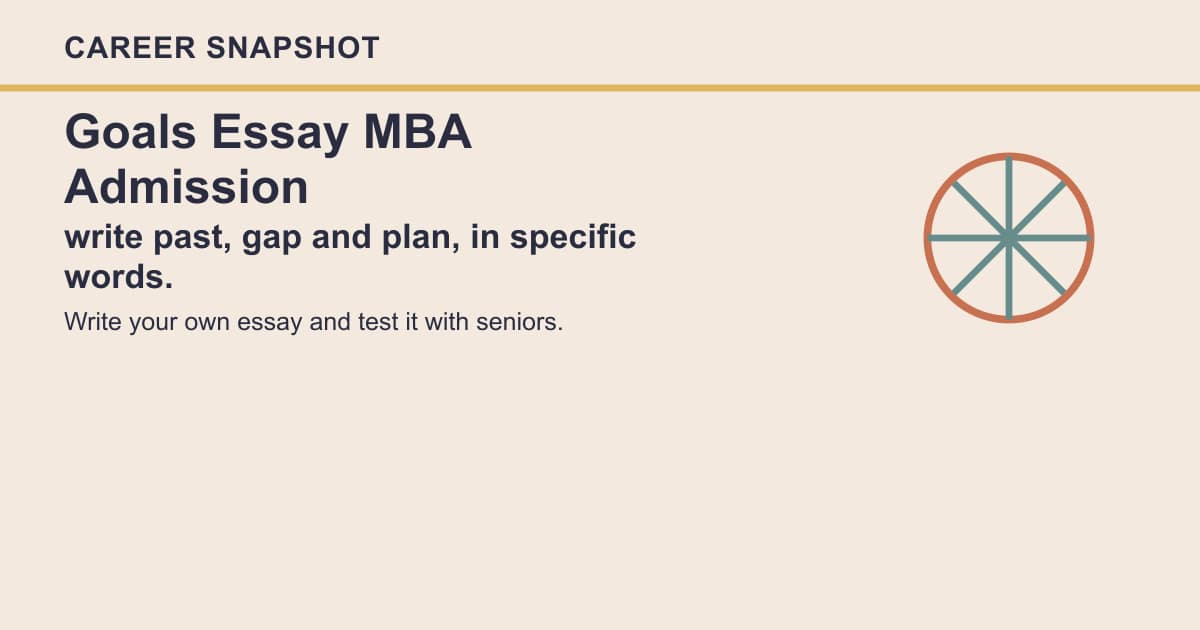 CAREER SNAPSHOT
Goals Essay MBA
Admission
write past, gap and plan, in specific
words.
Write your own essay and test it with seniors.